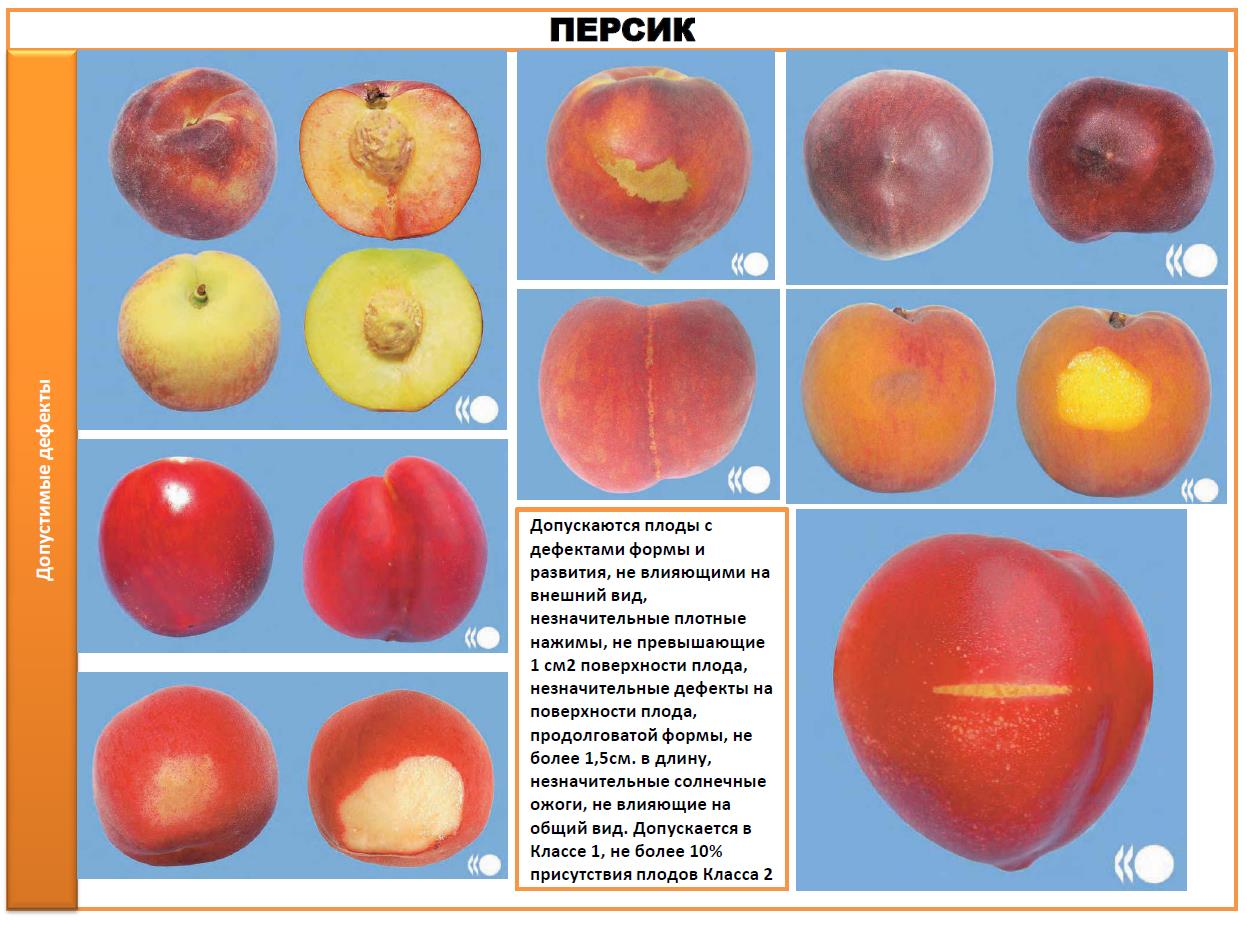 ПЕРСИК
Допустимые дефекты
Допускаются плоды с
дефектами формы и
развития, не влияющими на
внешний вид,
незначительные плотные
нажимы, не превышающие
1 см2 поверхности плода,
незначительные дефекты на
поверхности плода,
продолговатой формы, не
более 1,5см. в длину,
незначительные солнечные
ожоги, не влияющие на
общий вид. Допускается в
Классе 1, не более 10%
присутствия плодов Класса 2